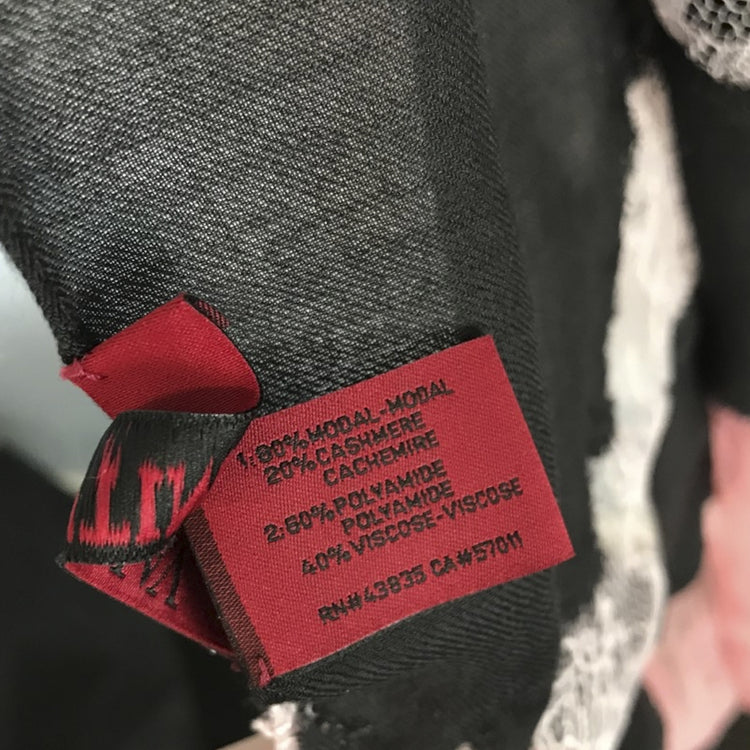 1:80%MODAL-MODAL
20%CASHMERE
CACHEMIRE
2:60%POLYAMIDE
POLYAMIDE
40%VISCOSE-VISCOSE
RN#43835 CA#57011